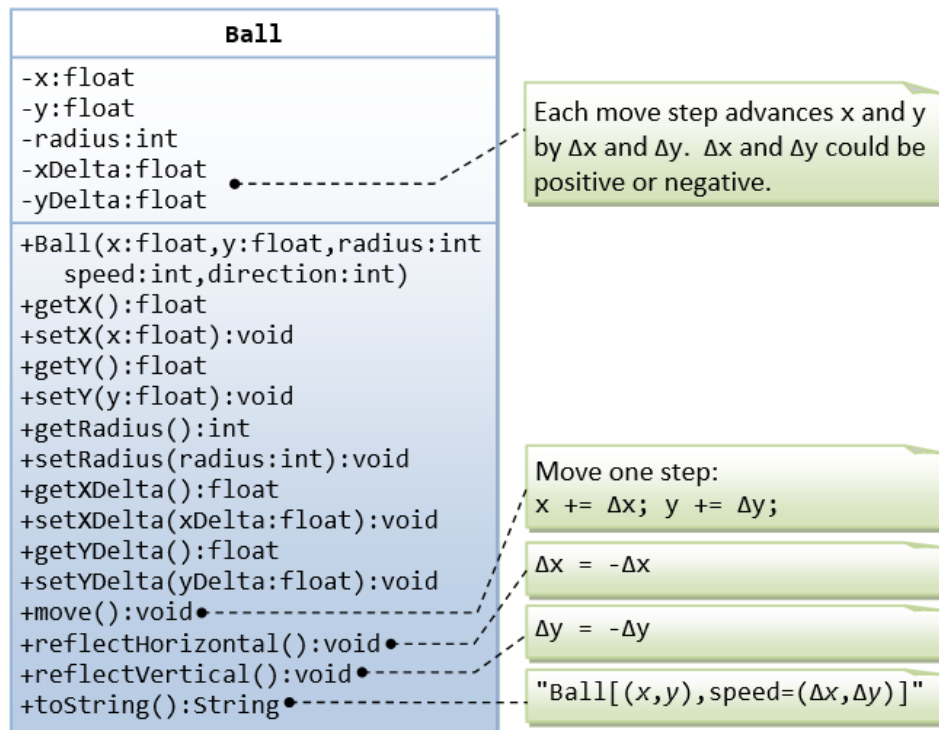 Ball
-x:float
-y:float
-radius:int
-xDelta:float
-yDelta:float
Each move step advances x and y
by Δx and Δy. Δx and Δy could be
positive or negative.
+Ball(x:float,y:float,radius:int
speed:int,direction:int)
+getX():float
+setX(x:float):void
+getY():float
+setY(y:float):void
+getRadius():int
+setRadius(radius:int):void
+getXDelta():float
+setXDelta(xDelta:float):void
+getYDelta():float
+setYDelta(yDelta:float):void
+move():void
+reflectHorizontal():void
+reflectVertical():void
+toString():String
Move one step:
x += Δx; y += Δy;
Δx = -Δx
Δy = -Δy
"Ball[(x,y),speed=(Δx,Δy)]"